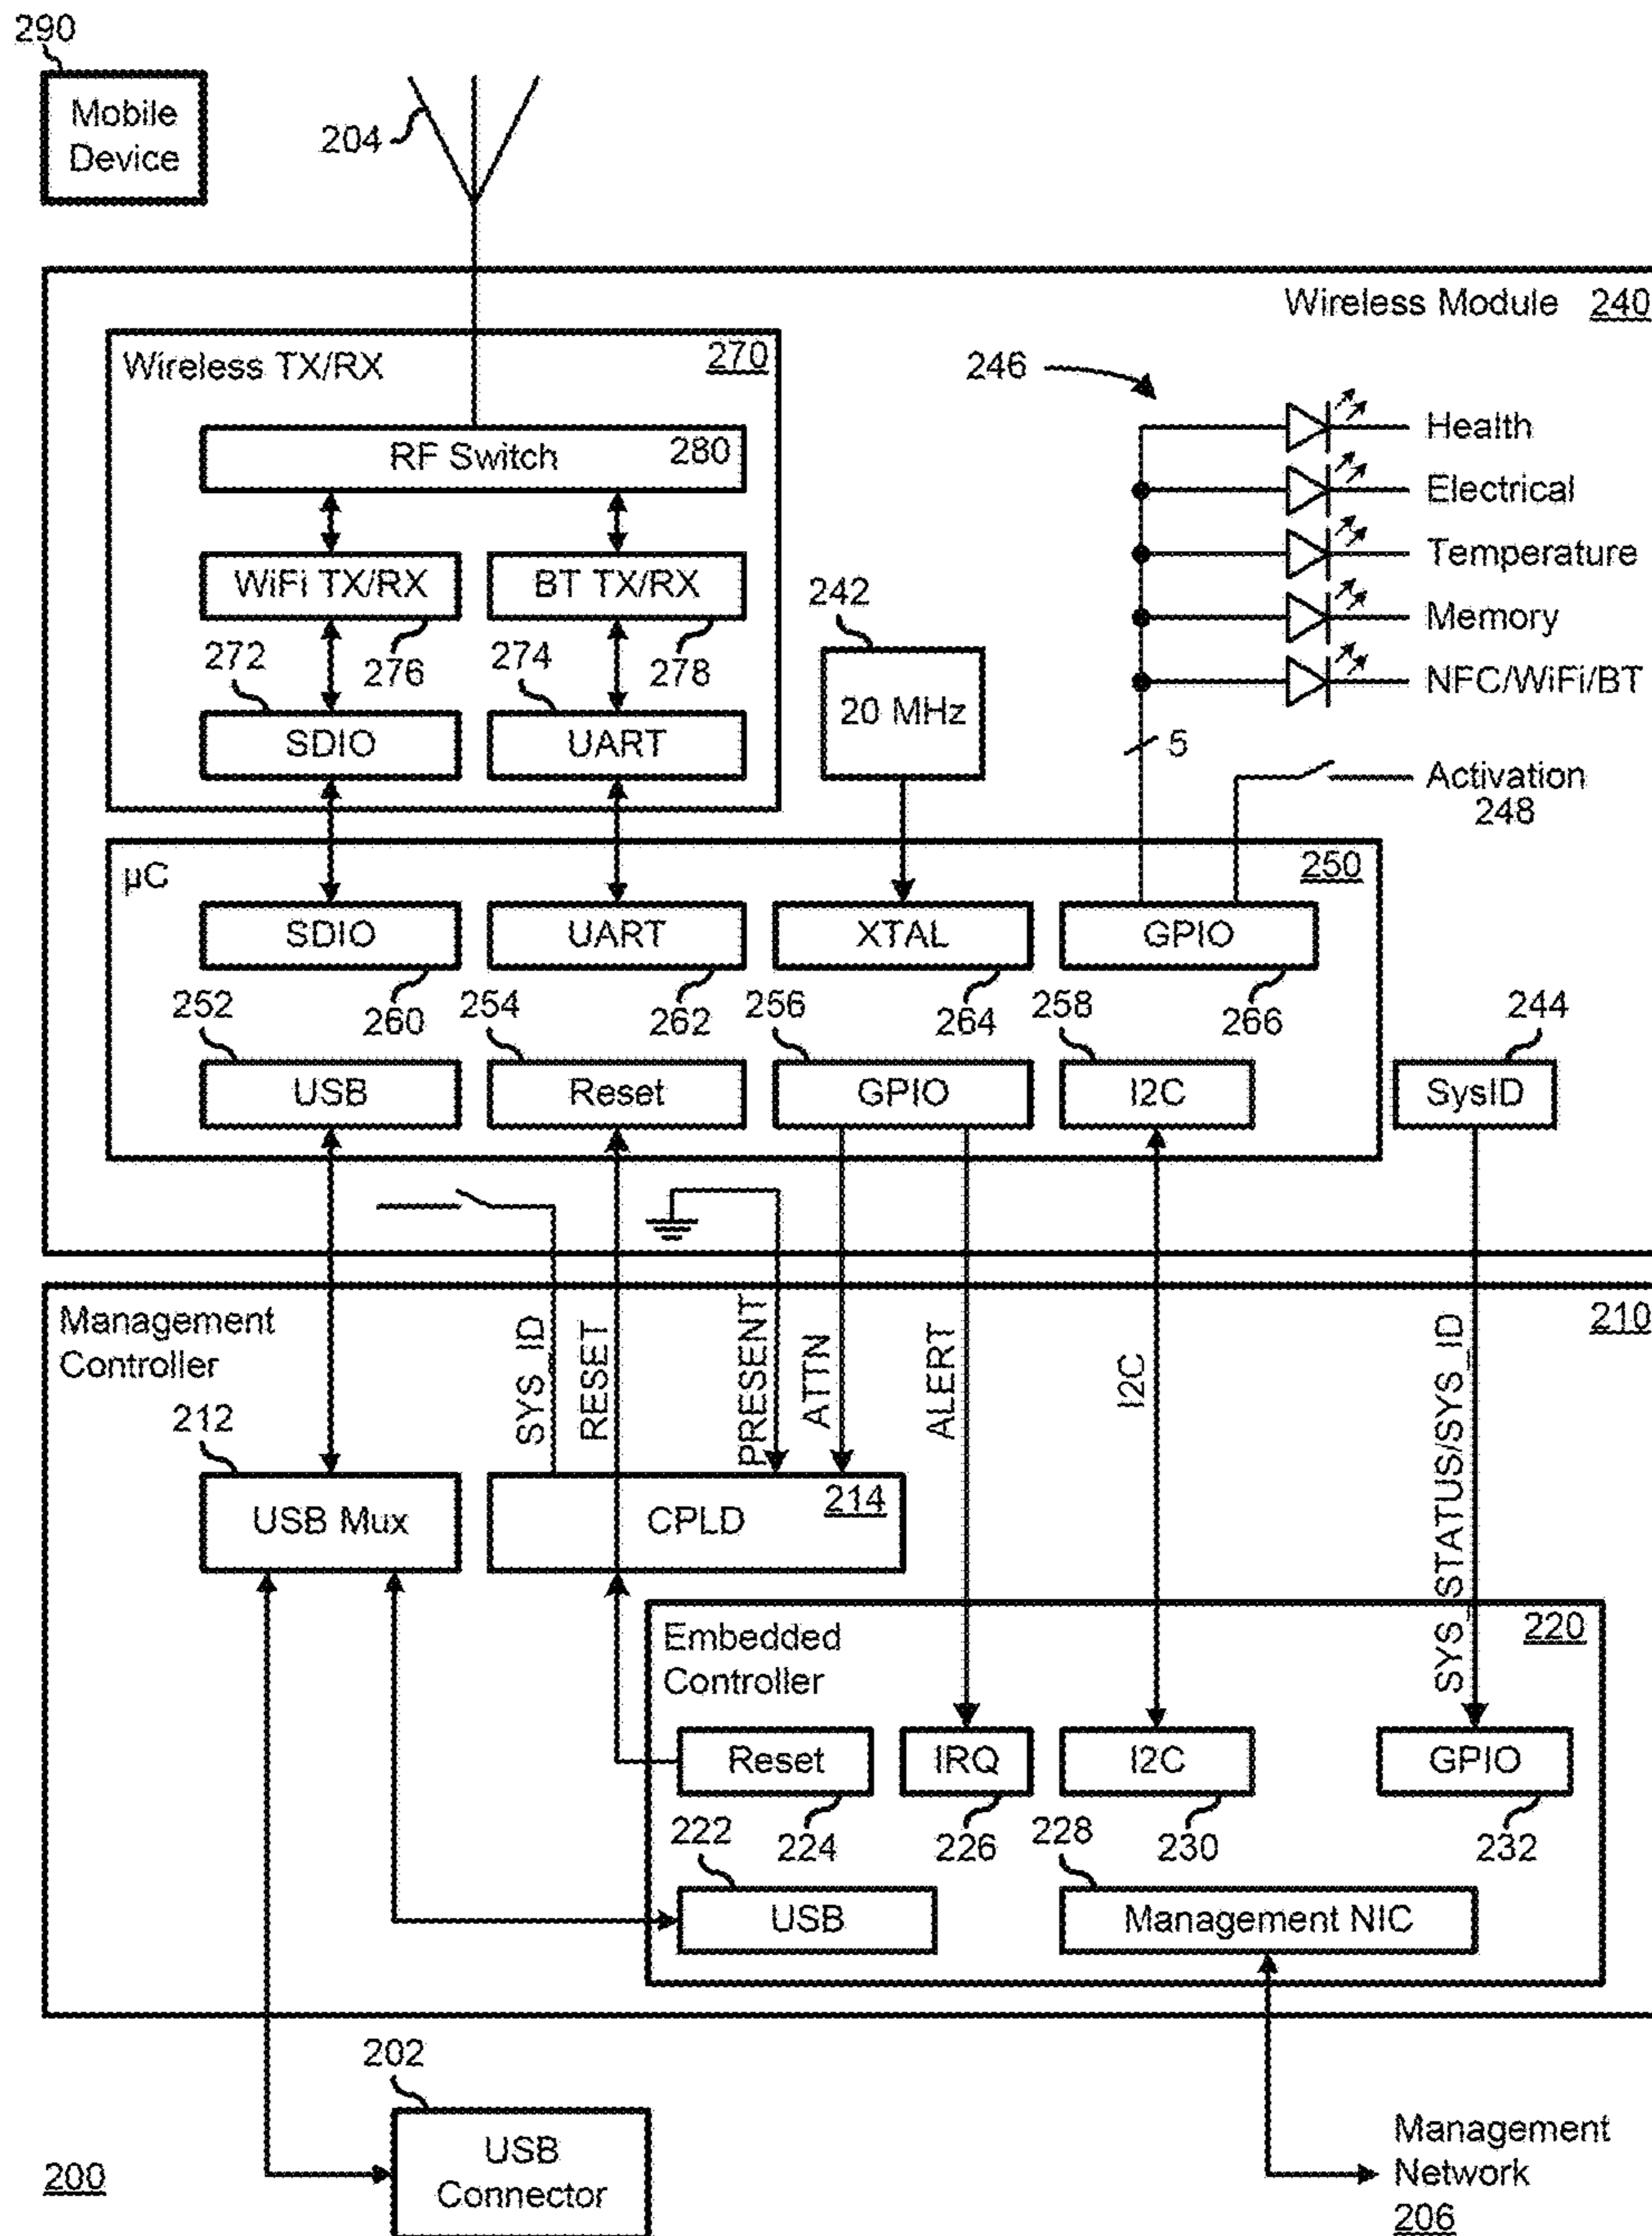 290
Mobile
Device
204
Wireless Module 240
Wireless TX/RX 270
246
RF Switch 280
Health
Electrical
WiFi TX/RX
BT TX/RX
Temperature
242
Memory
272
276
274
278
NFC/WiFi/BT
SDIO
UART
20 MHz
5
Activation
248
µC
250
SDIO
UART
XTAL
GPIO
252
260
254
262
256
264
258
266
244
USB
Reset
GPIO
I2C
SysID
Management
Controller
210
SYS_ID
RESET
PRESENT
ATTN
ALERT
I2C
SYS_STATUS/SYS_ID
212
USB Mux
CPLD
214
Embedded
Controller
220
Reset
IRQ
I2C
GPIO
222
224
226
228
230
232
USB
Management NIC
202
USB
Connector
Management
Network
206
200